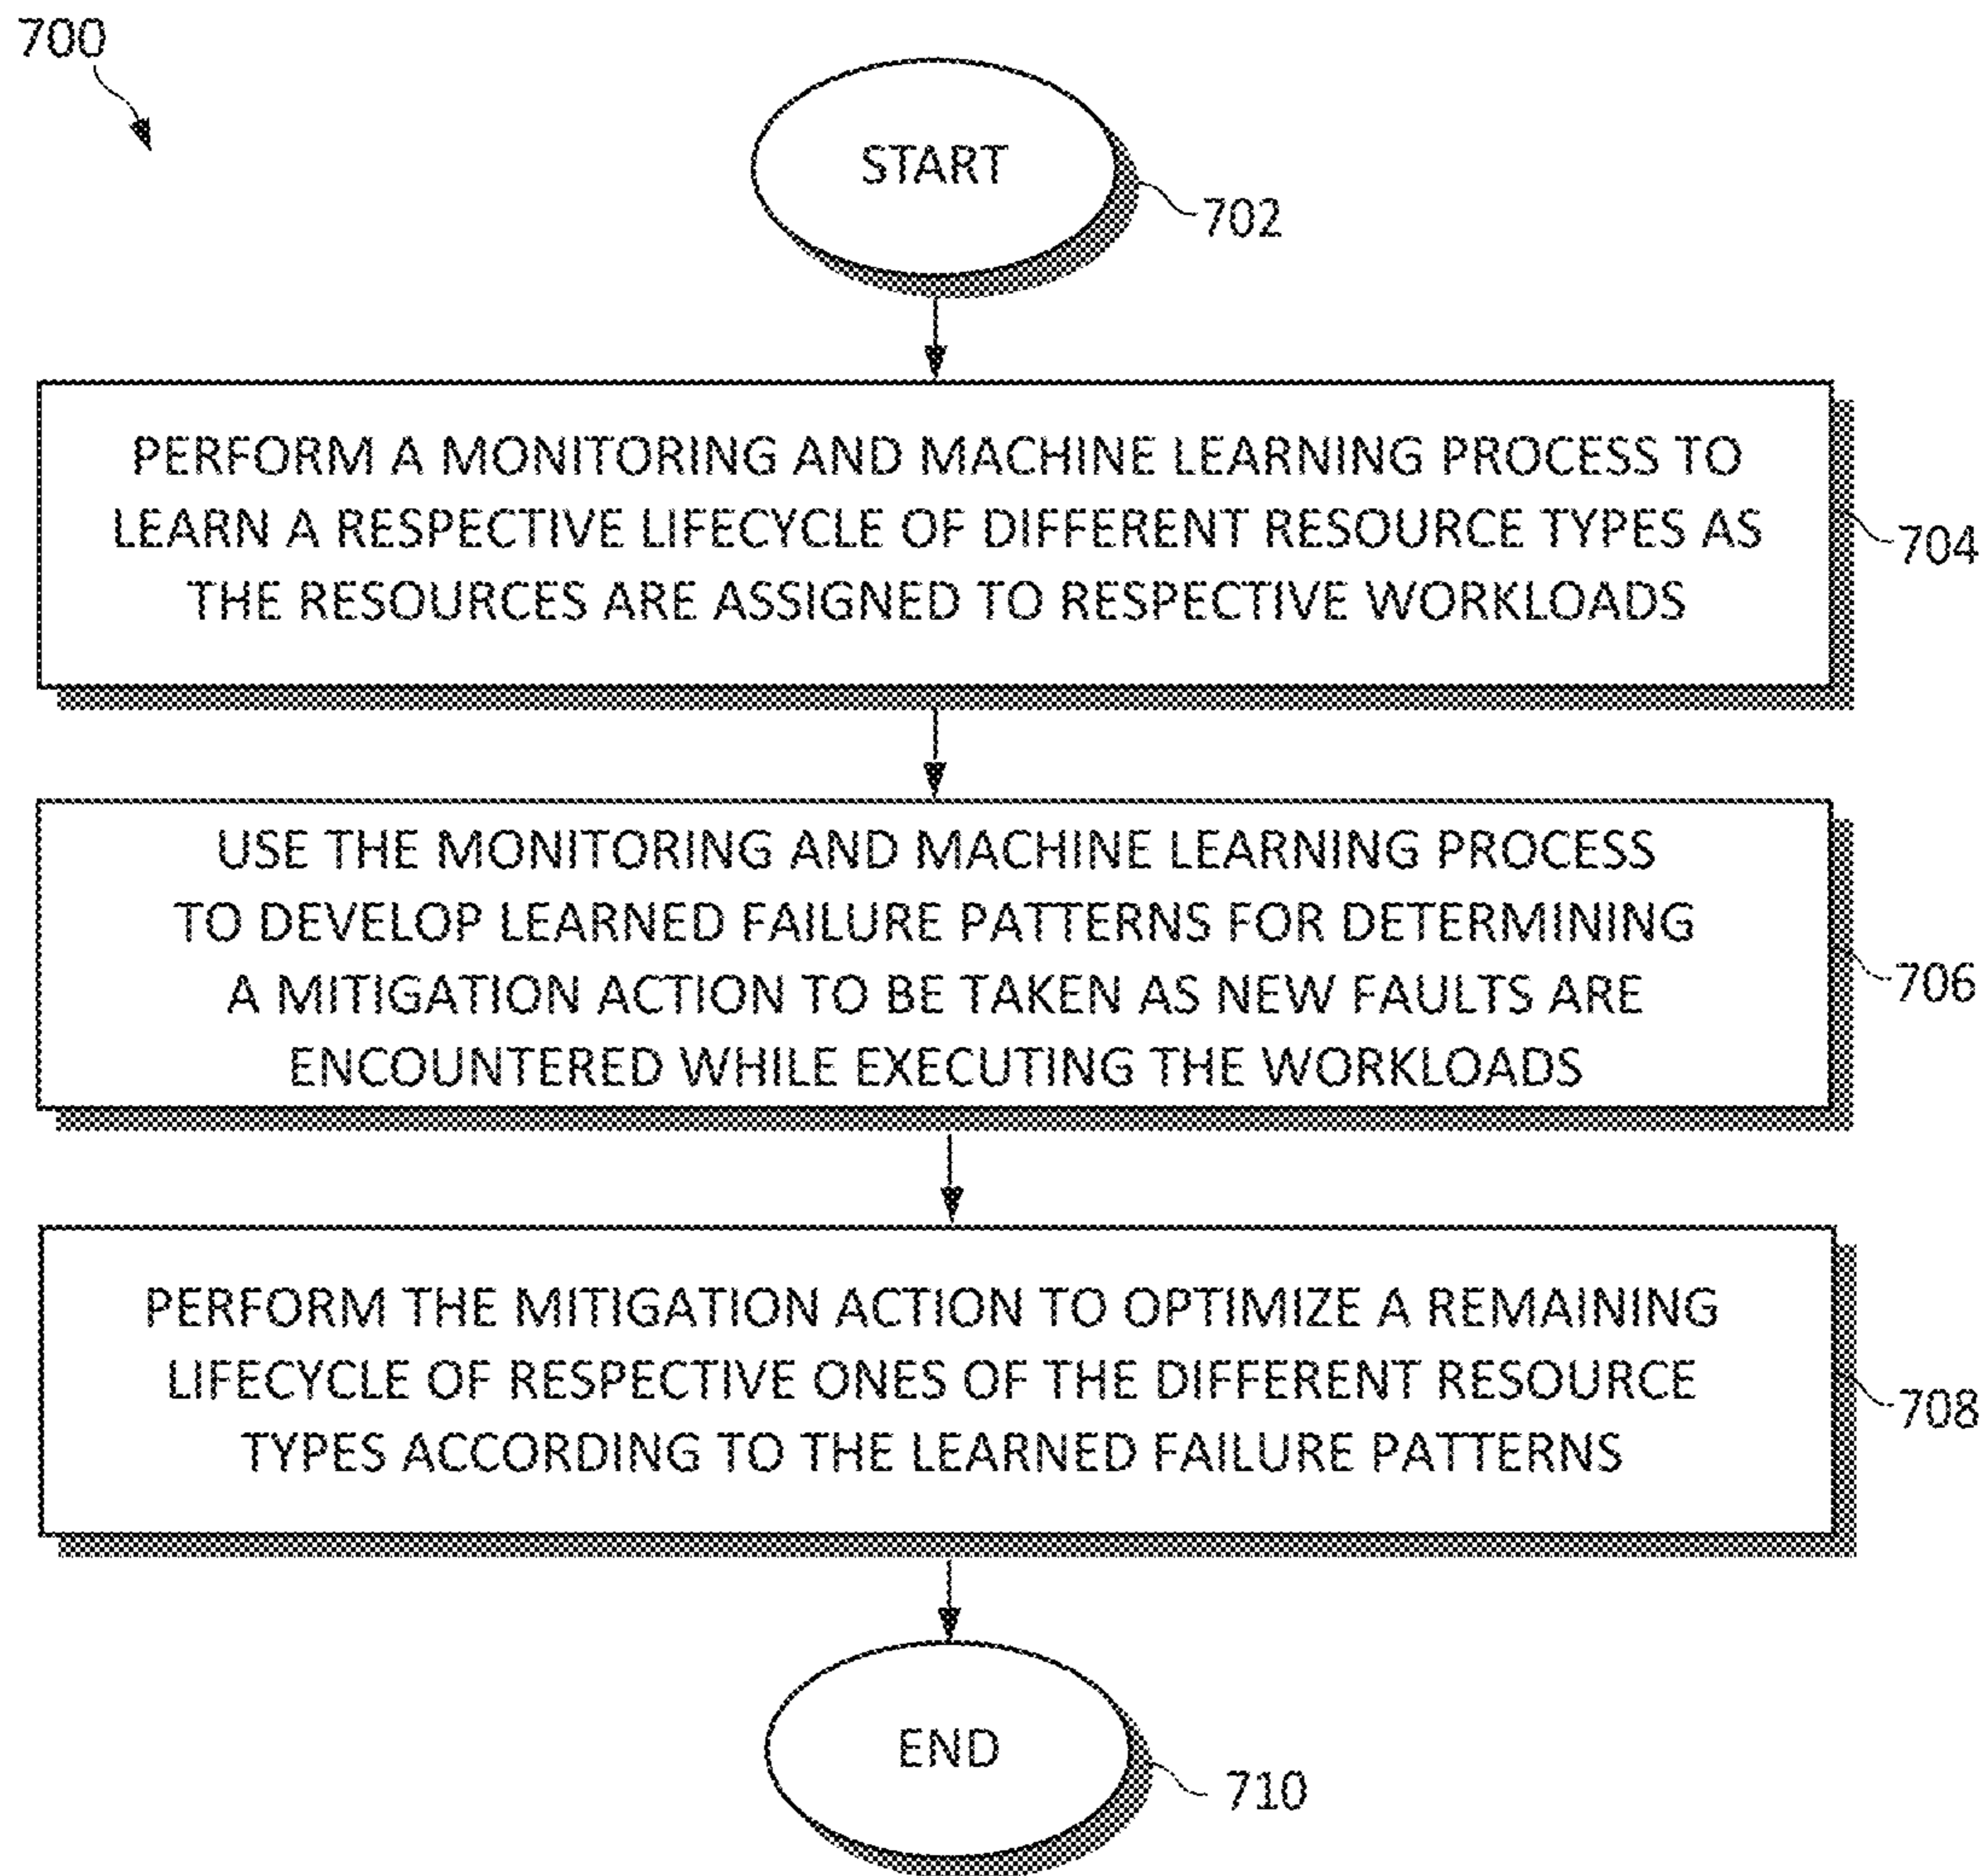 700
START
702
PERFORM A MONITORING AND MACHINE LEARNING PROCESS TO
LEARN A RESPECTIVE LIFECYCLE OF DIFFERENT RESOURCE TYPES AS
THE RESOURCES ARE ASSIGNED TO RESPECTIVE WORKLOADS
704
USE THE MONITORING AND MACHINE LEARNING PROCESS
TO DEVELOP LEARNED FAILURE PATTERNS FOR DETERMINING
A MITIGATION ACTION TO BE TAKEN AS NEW FAULTS ARE
ENCOUNTERED WHILE EXECUTING THE WORKLOADS
706
PERFORM THE MITIGATION ACTION TO OPTIMIZE A REMAINING
LIFECYCLE OF RESPECTIVE ONES OF THE DIFFERENT RESOURCE
TYPES ACCORDING TO THE LEARNED FAILURE PATTERNS
708
END
710